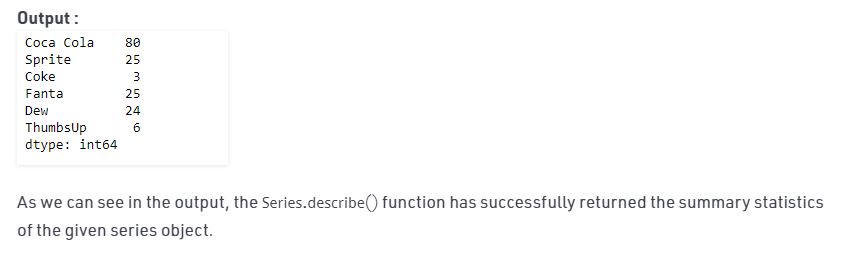 Output :
Coca Cola    80
Sprite       25
Coke          3
Fanta        25
Dew          24
ThumbsUp      6
dtype: int64
As we can see in the output, the Series.describe() function has successfully returned the summary statistics
of the given series object.